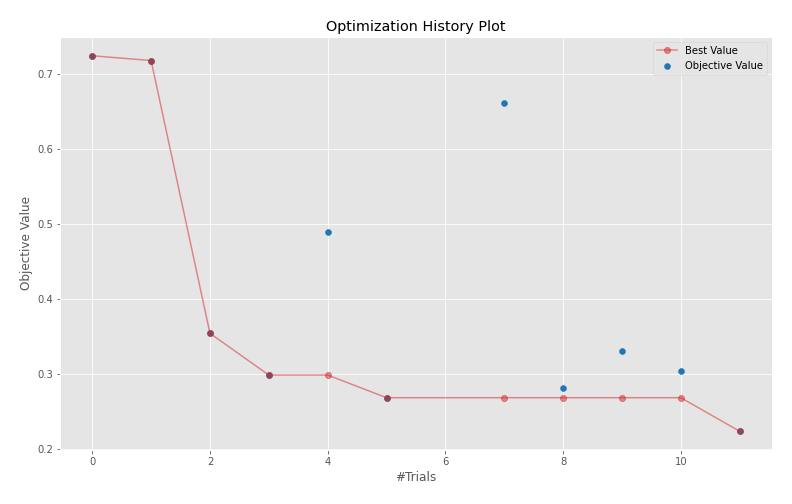 Optimization History Plot
Best Value
Objective Value
Objective Value
0.7
0.6
0.5
0.4
0.3
0.2
0 2 4 6 8 10
#Trials